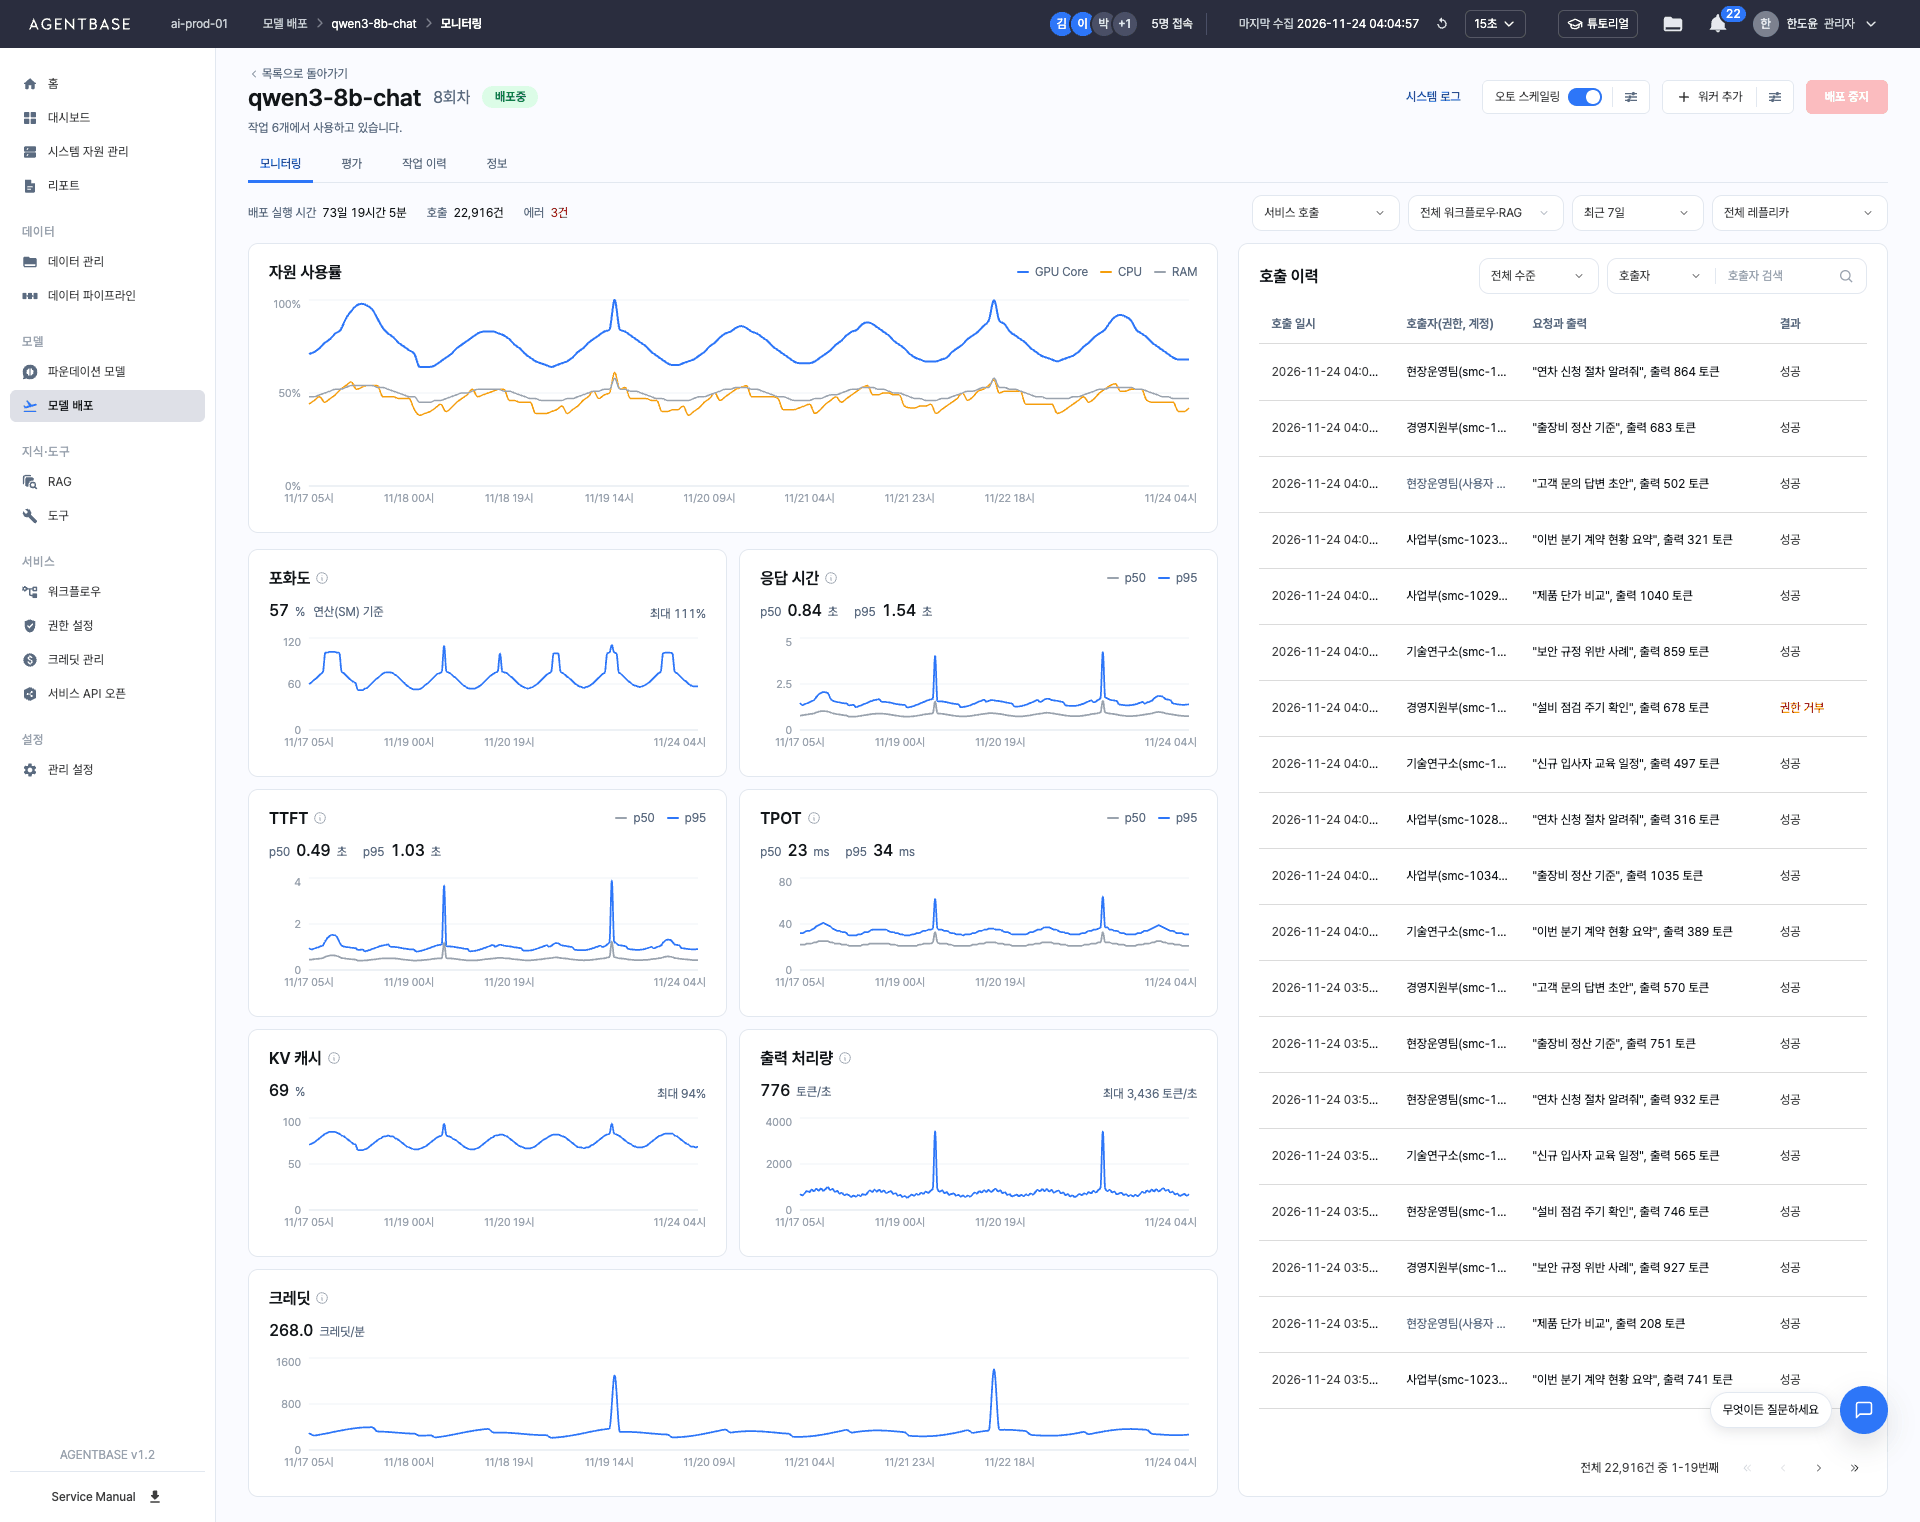 AGENTBASE ai-prod-01 모델 배포 > qwen3-8b-chat > 모니터링 김 이 박 +1 5명 접속 마지막 수집 2026-11-24 04:04:57 15초 튜토리얼 22 한 한도윤 관리자
홈
대시보드
시스템 자원 관리
리포트
데이터
데이터 관리
데이터 파이프라인
모델
파운데이션 모델
모델 배포
지식·도구
RAG
도구
서비스
워크플로우
권한 설정
크레딧 관리
서비스 API 오픈
설정
관리 설정
AGENTBASE v1.2
Service Manual
목록으로 돌아가기
qwen3-8b-chat 8회차 배포중
작업 6개에서 사용하고 있습니다.
시스템 로그 오토 스케일링 워커 추가 배포 중지
모니터링 평가 작업 이력 정보
배포 실행 시간 73일 19시간 5분 호출 22,916건 에러 3건
서비스 호출 전체 워크플로우·RAG 최근 7일 전체 레플리카
자원 사용률 GPU Core CPU RAM
100%
50%
0%
11/17 05시 11/18 00시 11/18 19시 11/19 14시 11/20 09시 11/21 04시 11/21 23시 11/22 18시 11/24 04시
포화도
57 % 연산(SM) 기준 최대 111%
120
60
0
11/17 05시 11/19 00시 11/20 19시 11/24 04시
응답 시간 p50 p95
p50 0.84 초 p95 1.54 초
5
2.5
0
11/17 05시 11/19 00시 11/20 19시 11/24 04시
TTFT p50 p95
p50 0.49 초 p95 1.03 초
4
2
0
11/17 05시 11/19 00시 11/20 19시 11/24 04시
TPOT p50 p95
p50 23 ms p95 34 ms
80
40
0
11/17 05시 11/19 00시 11/20 19시 11/24 04시
KV 캐시
69 % 최대 94%
100
50
0
11/17 05시 11/19 00시 11/20 19시 11/24 04시
출력 처리량
776 토큰/초 최대 3,436 토큰/초
4000
2000
0
11/17 05시 11/19 00시 11/20 19시 11/24 04시
크레딧
268.0 크레딧/분
1600
800
0
11/17 05시 11/18 00시 11/18 19시 11/19 14시 11/20 09시 11/21 04시 11/21 23시 11/22 18시 11/24 04시
호출 이력 전체 수준 호출자 호출자 검색
호출 일시 호출자(권한, 계정) 요청과 출력 결과
2026-11-24 04:0... 현장운영팀(smc-1... "연차 신청 절차 알려줘", 출력 864 토큰 성공
2026-11-24 04:0... 경영지원부(smc-1... "출장비 정산 기준", 출력 683 토큰 성공
2026-11-24 04:0... 현장운영팀(사용자 ... "고객 문의 답변 초안", 출력 502 토큰 성공
2026-11-24 04:0... 사업부(smc-1023... "이번 분기 계약 현황 요약", 출력 321 토큰 성공
2026-11-24 04:0... 사업부(smc-1029... "제품 단가 비교", 출력 1040 토큰 성공
2026-11-24 04:0... 기술연구소(smc-1... "보안 규정 위반 사례", 출력 859 토큰 성공
2026-11-24 04:0... 경영지원부(smc-1... "설비 점검 주기 확인", 출력 678 토큰 권한 거부
2026-11-24 04:0... 기술연구소(smc-1... "신규 입사자 교육 일정", 출력 497 토큰 성공
2026-11-24 04:0... 사업부(smc-1028... "연차 신청 절차 알려줘", 출력 316 토큰 성공
2026-11-24 04:0... 사업부(smc-1034... "출장비 정산 기준", 출력 1035 토큰 성공
2026-11-24 04:0... 기술연구소(smc-1... "이번 분기 계약 현황 요약", 출력 389 토큰 성공
2026-11-24 03:5... 경영지원부(smc-1... "고객 문의 답변 초안", 출력 570 토큰 성공
2026-11-24 03:5... 현장운영팀(smc-1... "출장비 정산 기준", 출력 751 토큰 성공
2026-11-24 03:5... 현장운영팀(smc-1... "연차 신청 절차 알려줘", 출력 932 토큰 성공
2026-11-24 03:5... 기술연구소(smc-1... "신규 입사자 교육 일정", 출력 565 토큰 성공
2026-11-24 03:5... 현장운영팀(smc-1... "설비 점검 주기 확인", 출력 746 토큰 성공
2026-11-24 03:5... 경영지원부(smc-1... "보안 규정 위반 사례", 출력 927 토큰 성공
2026-11-24 03:5... 현장운영팀(사용자 ... "제품 단가 비교", 출력 208 토큰 성공
2026-11-24 03:5... 사업부(smc-1023... "이번 분기 계약 현황 요약", 출력 741 토큰 성공
무엇이든 질문하세요
전체 22,916건 중 1-19번째